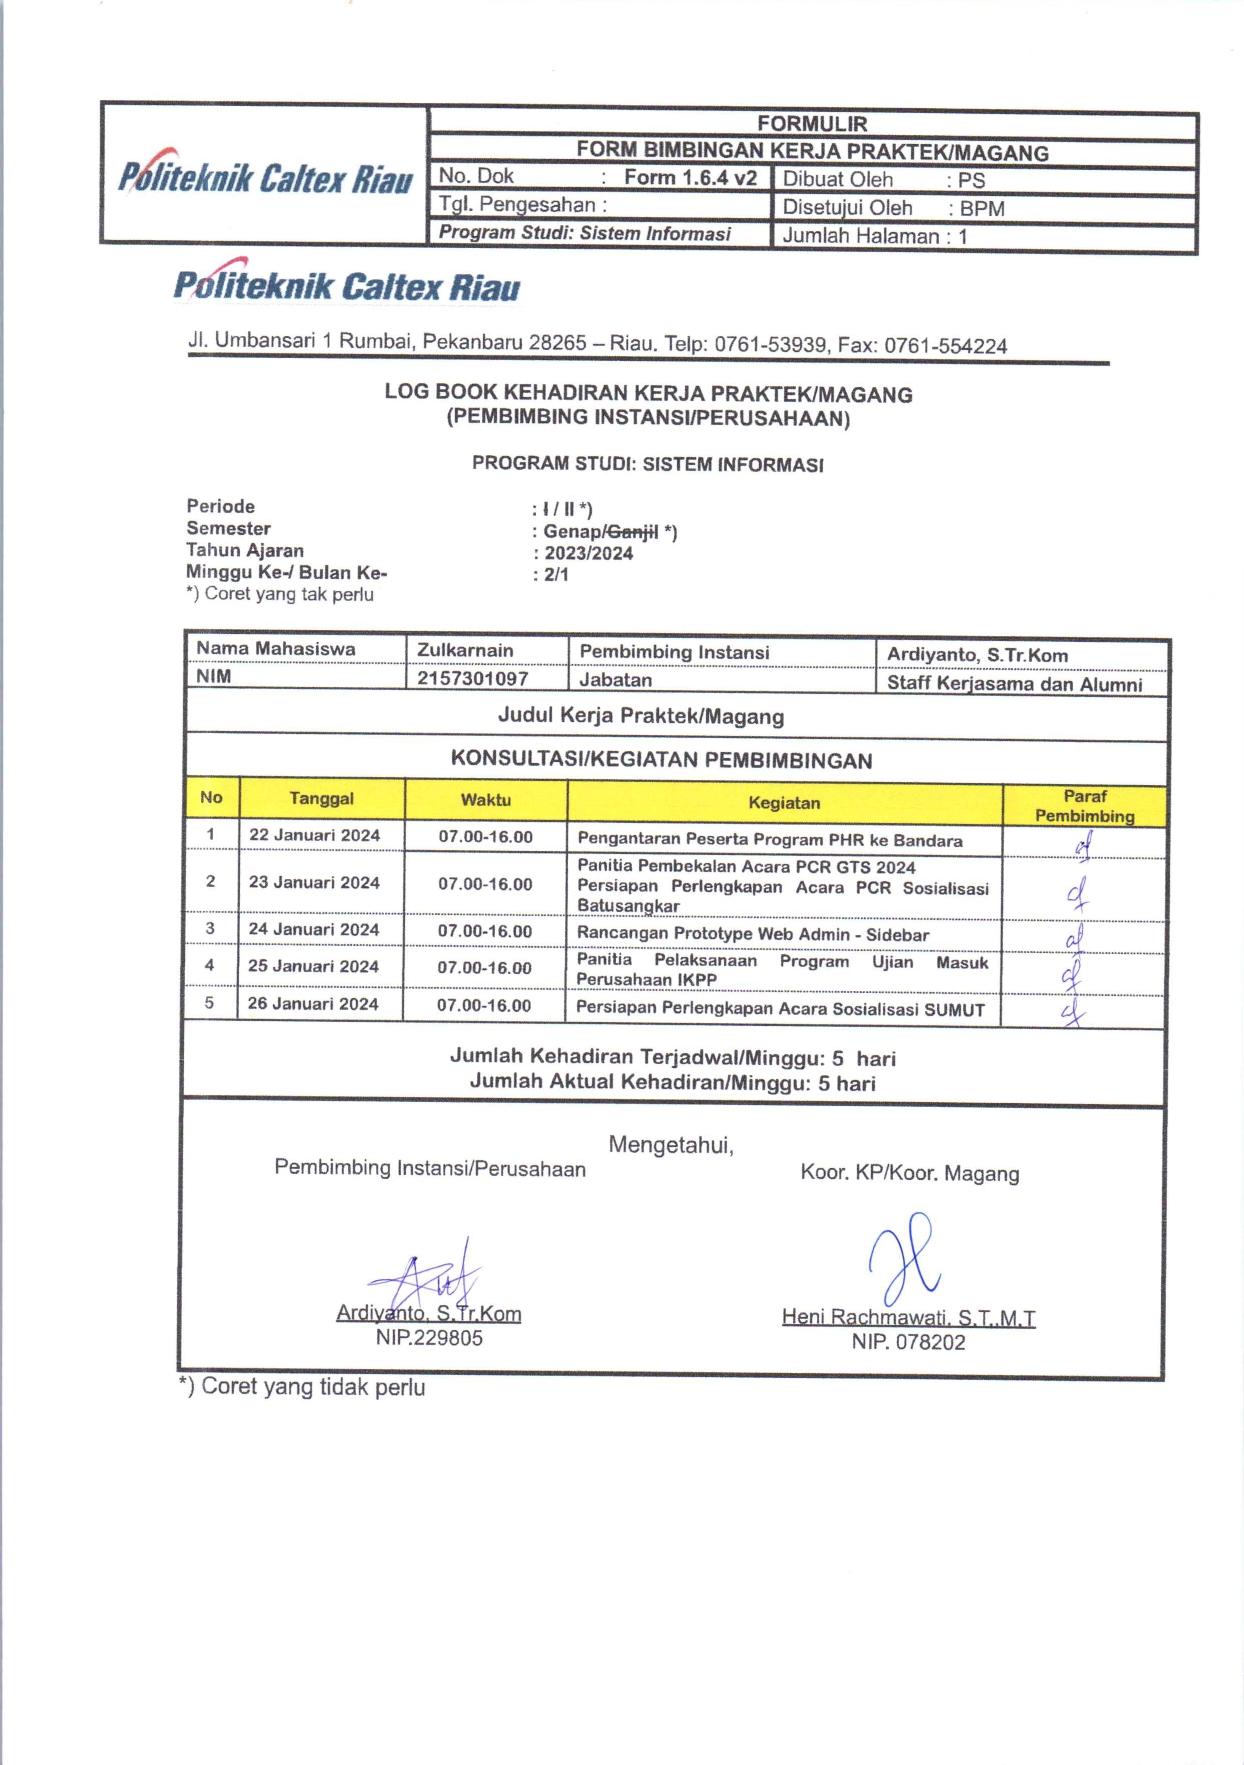 Politeknik Caltex Riau
FORMULIR
FORM BIMBINGAN KERJA PRAKTEK/MAGANG
No. Dok : Form 1.6.4 v2 Dibuat Oleh : PS
Tgl. Pengesahan : Disetujui Oleh : BPM
Program Studi: Sistem Informasi Jumlah Halaman : 1
Politeknik Caltex Riau
Jl. Umbansari 1 Rumbai, Pekanbaru 28265 – Riau. Telp: 0761-53939, Fax: 0761-554224
LOG BOOK KEHADIRAN KERJA PRAKTEK/MAGANG
(PEMBIMBING INSTANSI/PERUSAHAAN)
PROGRAM STUDI: SISTEM INFORMASI
Periode : I / II *)
Semester : Genap/Ganjil *)
Tahun Ajaran : 2023/2024
Minggu Ke-/ Bulan Ke- : 2/1
*) Coret yang tak perlu
Nama Mahasiswa Zulkarnain Pembimbing Instansi Ardiyanto, S.Tr.Kom
NIM 2157301097 Jabatan Staff Kerjasama dan Alumni
Judul Kerja Praktek/Magang
KONSULTASI/KEGIATAN PEMBIMBINGAN
No Tanggal Waktu Kegiatan Paraf
Pembimbing
1 22 Januari 2024 07.00-16.00 Pengantaran Peserta Program PHR ke Bandara
Panitia Pembekalan Acara PCR GTS 2024
2 23 Januari 2024 07.00-16.00 Persiapan Perlengkapan Acara PCR Sosialisasi
Batusangkar
3 24 Januari 2024 07.00-16.00 Rancangan Prototype Web Admin - Sidebar
4 25 Januari 2024 07.00-16.00 Panitia Pelaksanaan Program Ujian Masuk
Perusahaan IKPP
5 26 Januari 2024 07.00-16.00 Persiapan Perlengkapan Acara Sosialisasi SUMUT
Jumlah Kehadiran Terjadwal/Minggu: 5 hari
Jumlah Aktual Kehadiran/Minggu: 5 hari
Mengetahui,
Pembimbing Instansi/Perusahaan Koor. KP/Koor. Magang
Ardiyanto, S.Tr.Kom Heni Rachmawati, S.T.,M.T
NIP.229805 NIP. 078202
*) Coret yang tidak perlu